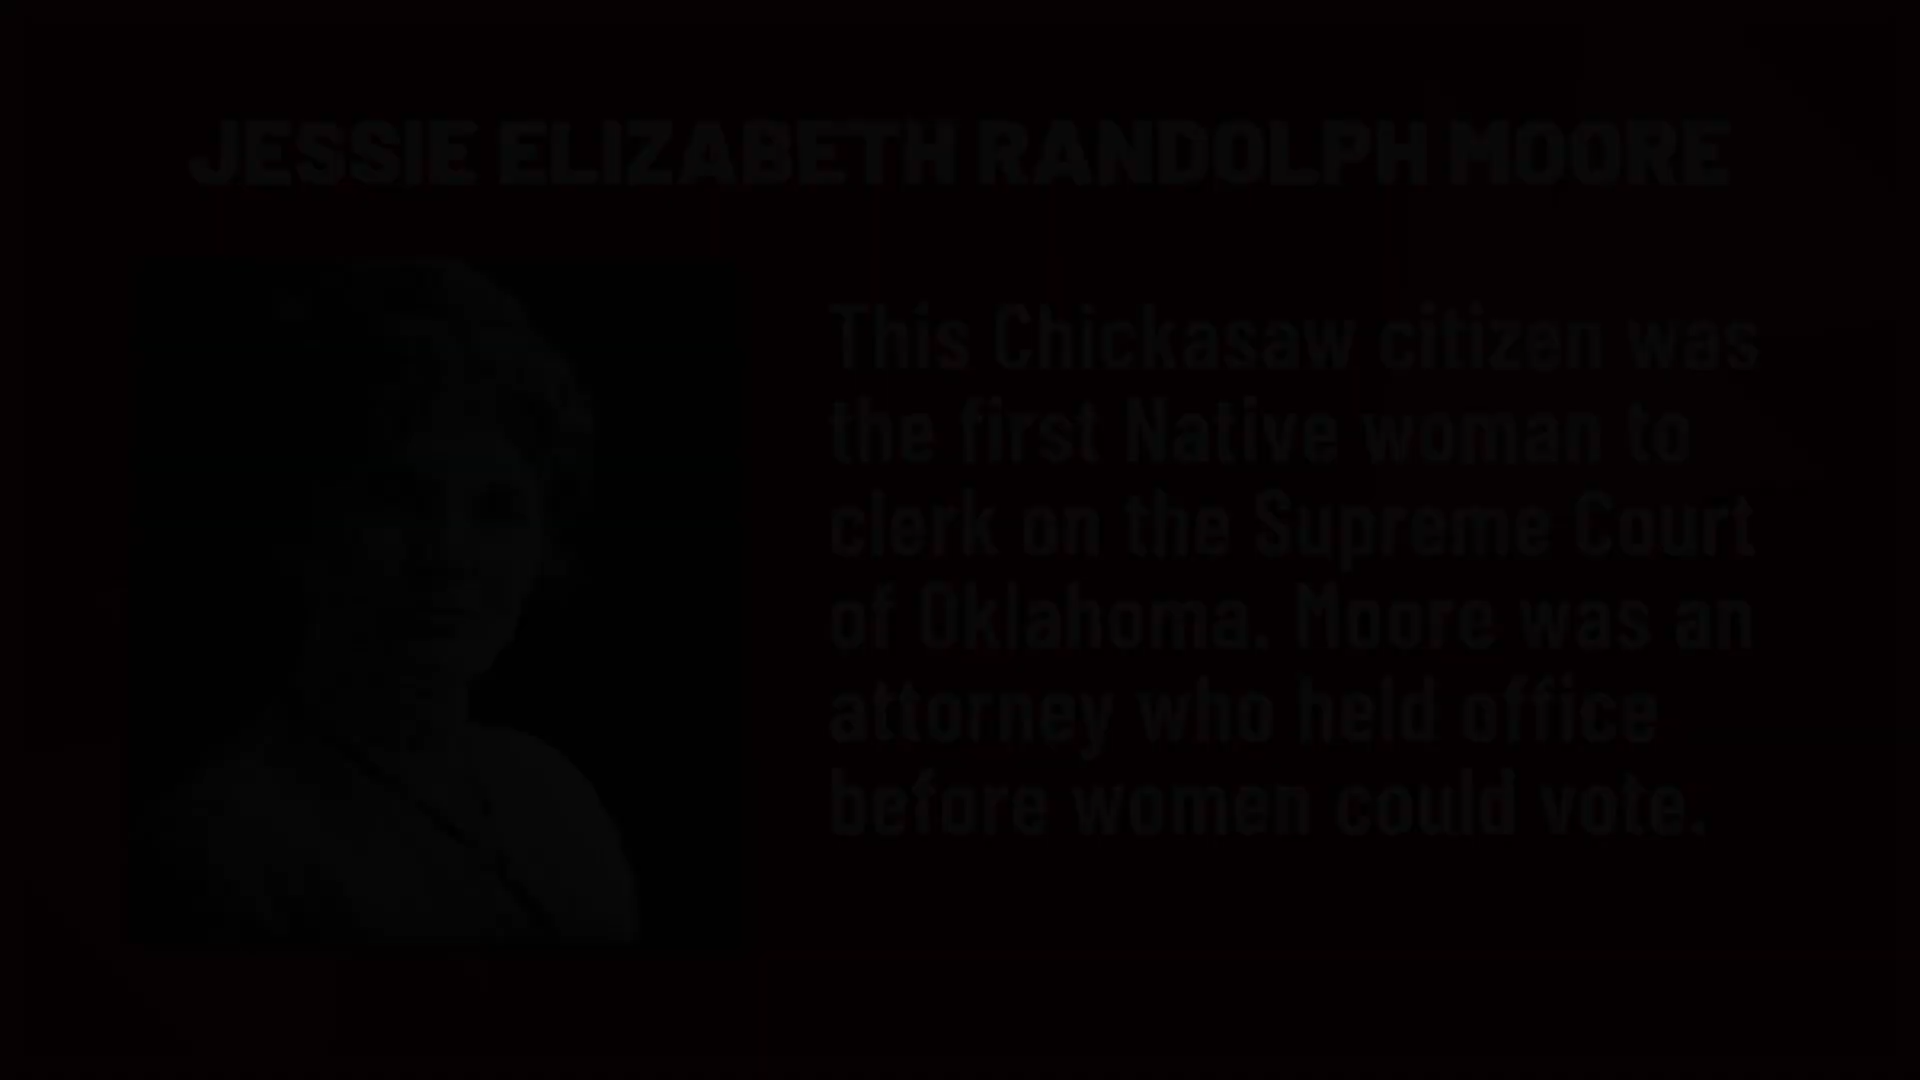 JESSIE ELIZABETH RANDOLPH MOORE
This Chickasaw citizen was
the first Native woman to
clerk on the Supreme Court
of Oklahoma. Moore was an
attorney who held office
before women could vote.